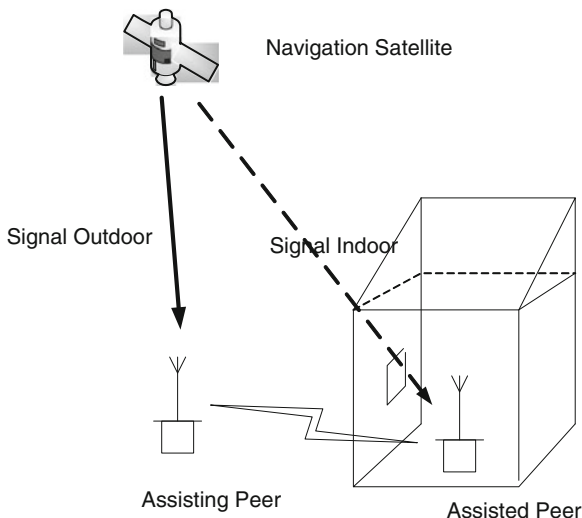 Navigation Satellite
Signal Outdoor
Signal Indoor
Assisting Peer
Assisted Peer